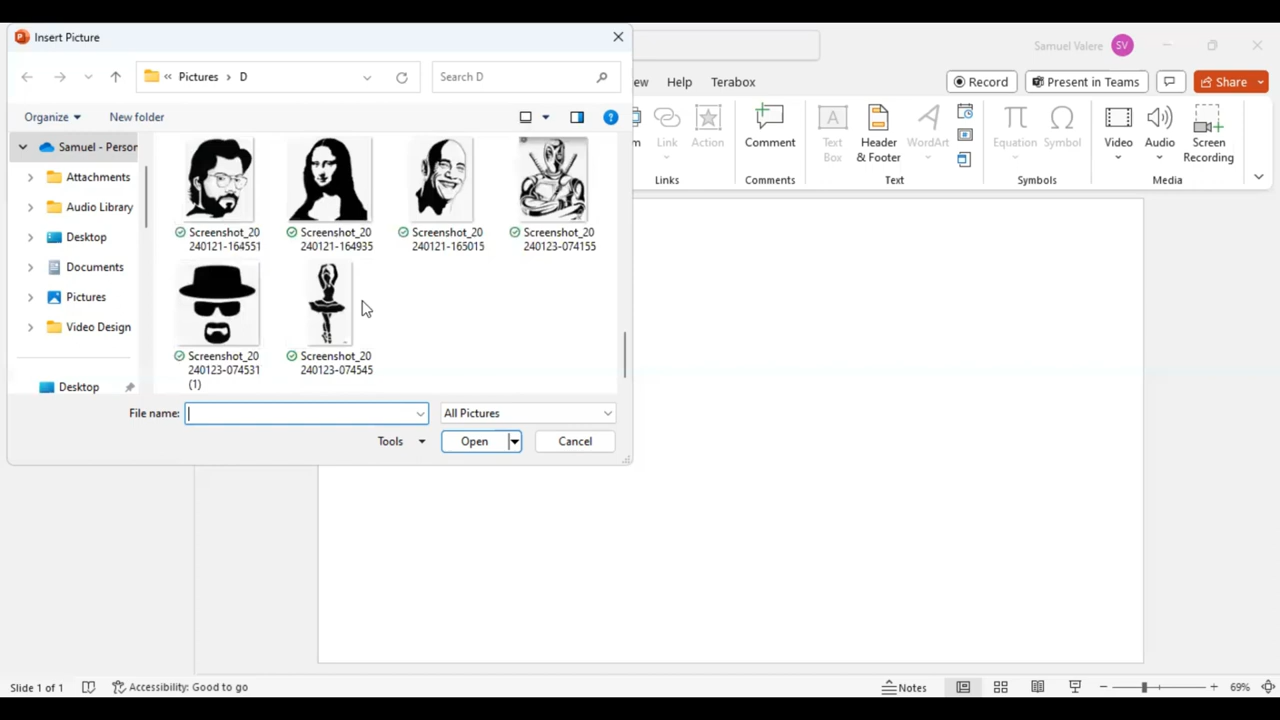 Insert Picture
Samuel Valere SV
« Pictures › D
Search D
ew Help Terabox
Record
Present in Teams
Share
Organize
New folder
m Link Action
Comment
Text Box
Header & Footer
WordArt
Equation Symbol
Video Audio Screen Recording
Links
Comments
Text
Symbols
Media
Samuel - Persor
Attachments
Audio Library
Desktop
Documents
Pictures
Video Design
Desktop
Screenshot_20
240121-164551
Screenshot_20
240121-164935
Screenshot_20
240121-165015
Screenshot_20
240123-074155
Screenshot_20
240123-074531
(1)
Screenshot_20
240123-074545
File name:
All Pictures
Tools
Open
Cancel
Slide 1 of 1
Accessibility: Good to go
Notes
69%